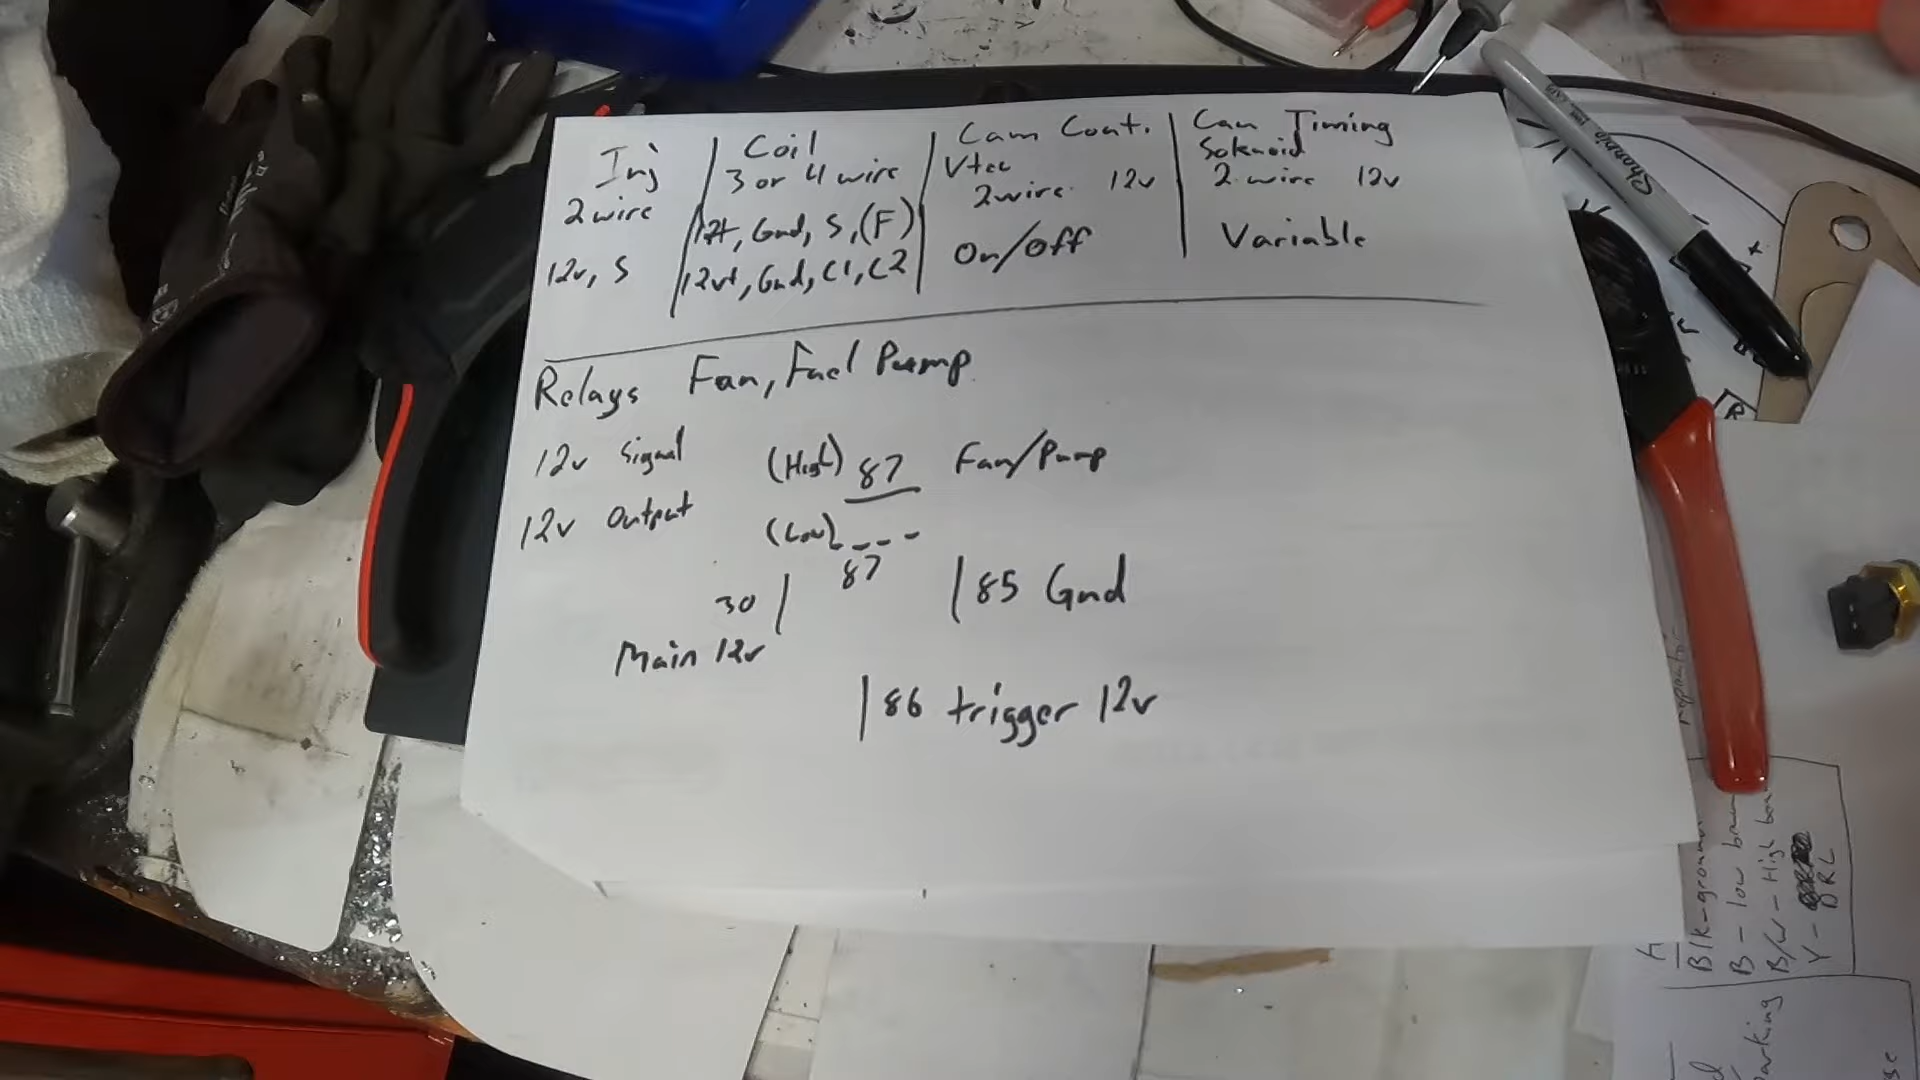 Inj
2 wire
12v, S
Coil
3 or 4 wire
12+, Gnd, S, (F)
12v+, Gnd, C1, C2
Cam Cont.
Vtec
2 wire 12v
On/Off
Cam Timing
Solenoid
2 wire 12v
Variable
Relays Fan, Fuel Pump
12v Signal
12v Output
(High) 87 Fan/Pump
(Low)
87
30
Main 12v
85 Gnd
86 trigger 12v
Blk-ground
B - low beam
B/W - High beam
Y - DRL